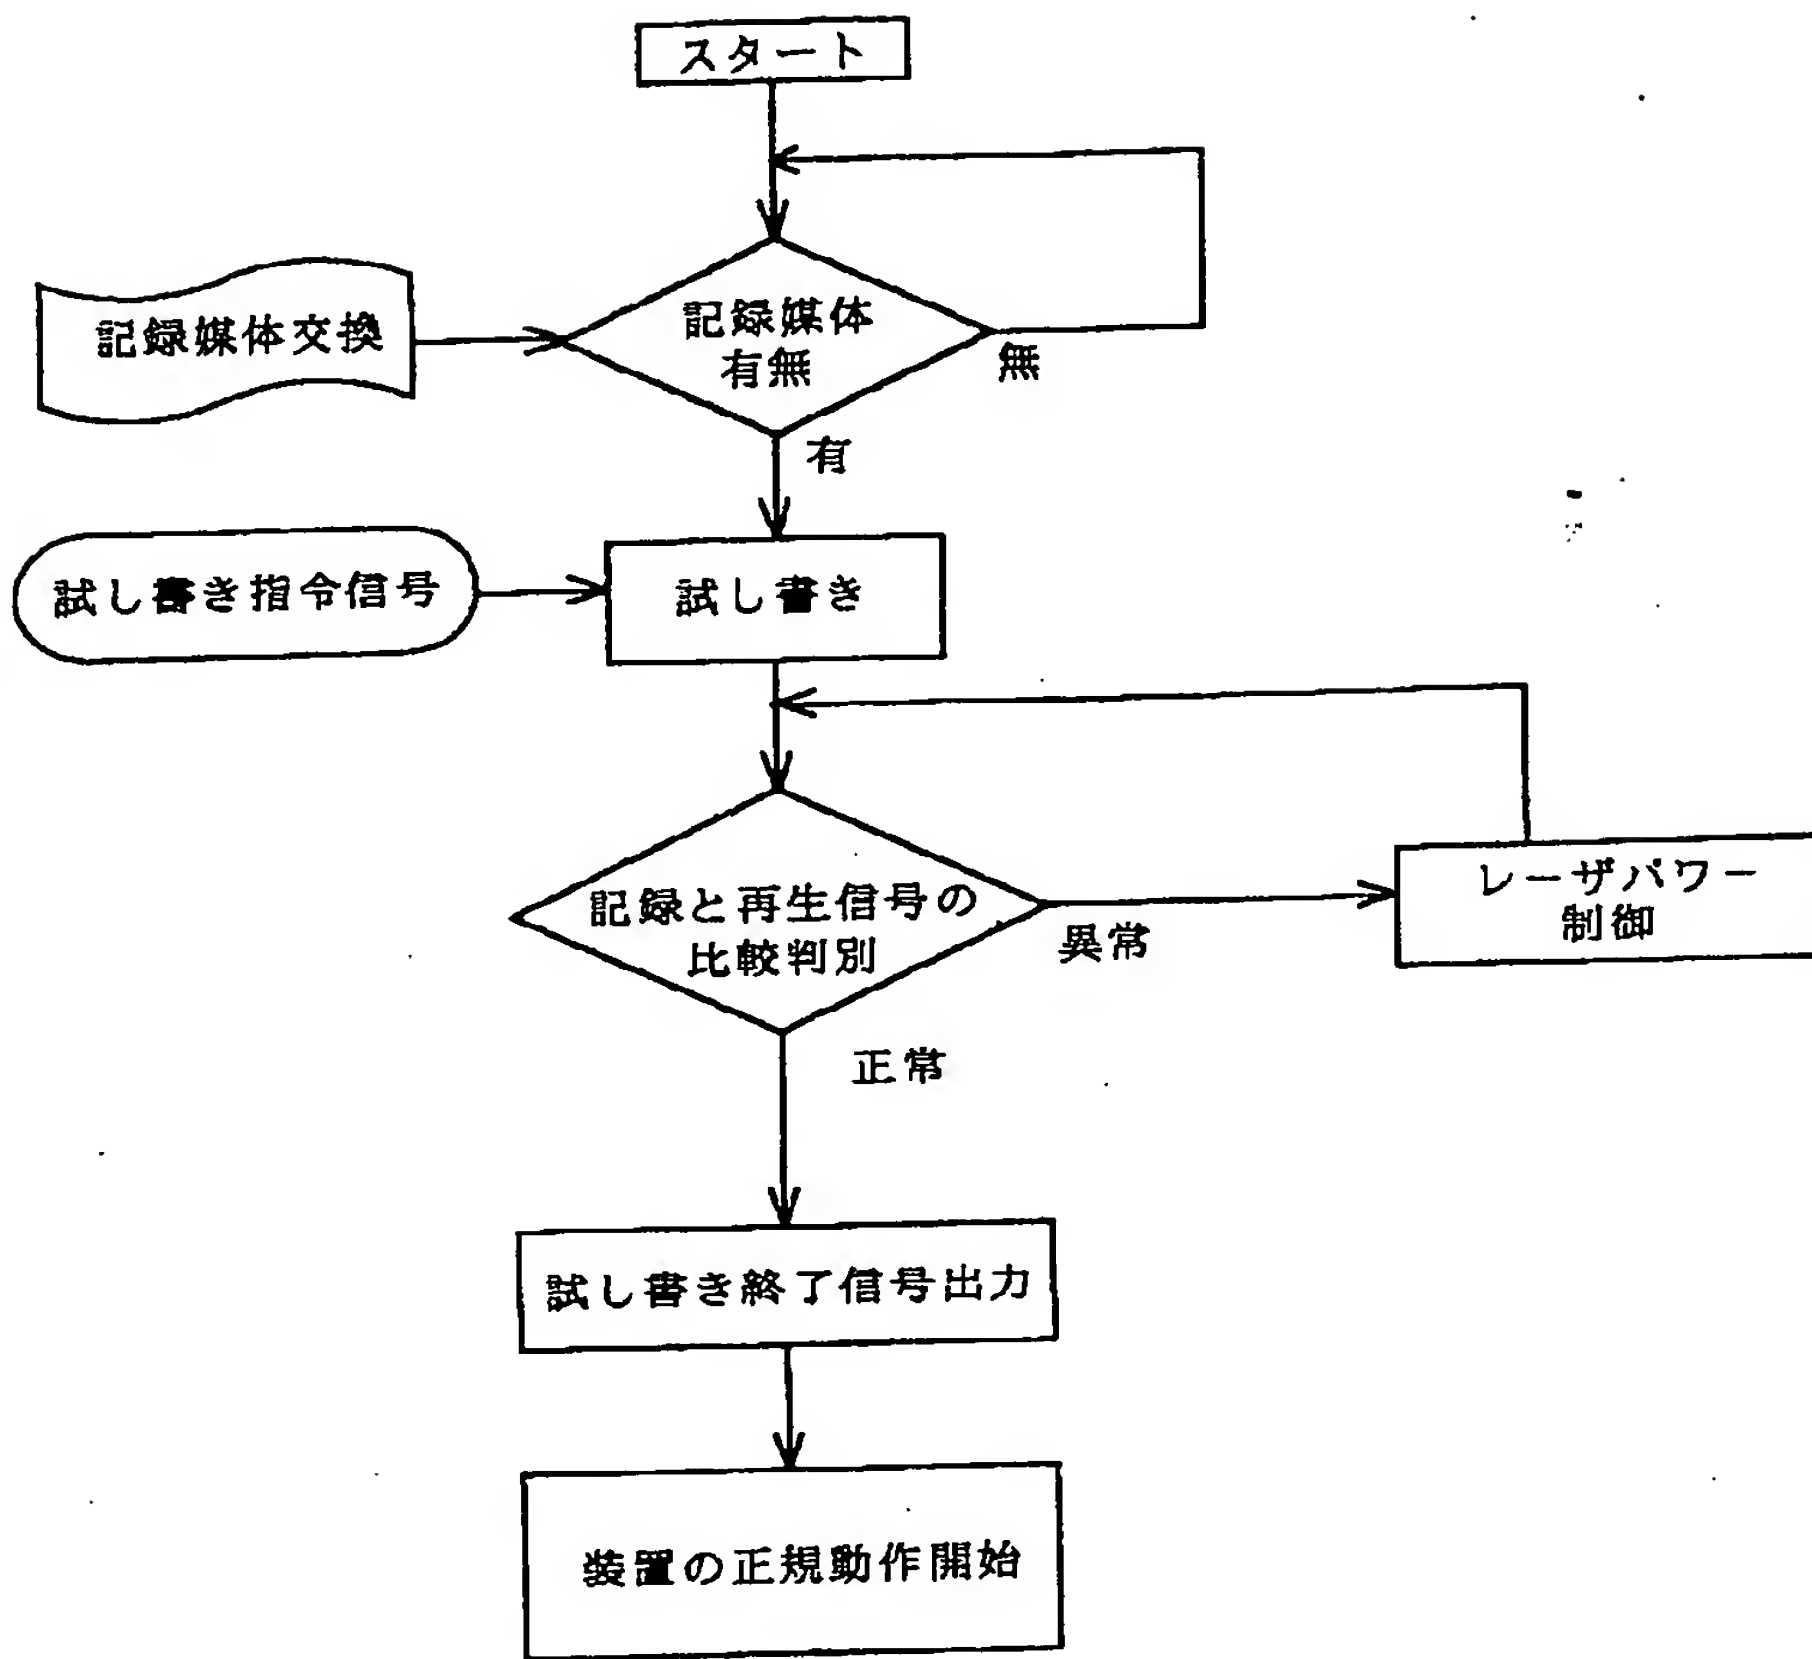 スタート
記録媒体交換
記録媒体
有無
無
有
試し書き指令信号
試し書き
記録と再生信号の
比較判別
異常
レーザパワー
制御
正常
試し書き終了信号出力
装置の正規動作開始